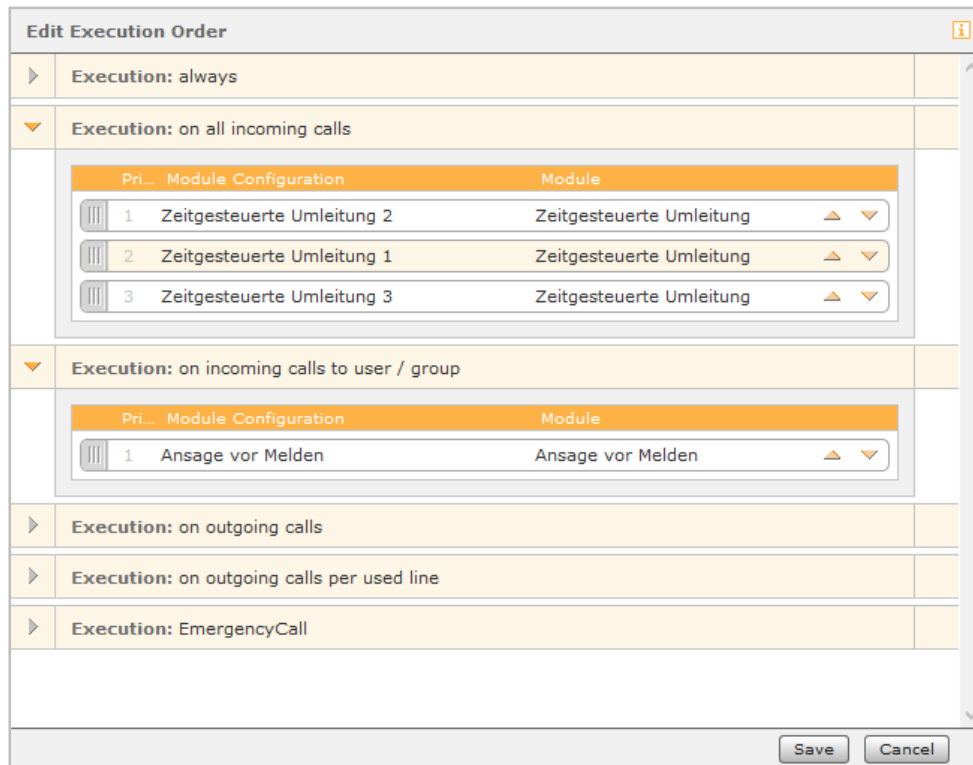 Edit Execution Order
Execution: always
Execution: on all incoming calls
Pri... Module Configuration Module
1 Zeitgesteuerte Umleitung 2 Zeitgesteuerte Umleitung
2 Zeitgesteuerte Umleitung 1 Zeitgesteuerte Umleitung
3 Zeitgesteuerte Umleitung 3 Zeitgesteuerte Umleitung
Execution: on incoming calls to user / group
Pri... Module Configuration Module
1 Ansage vor Melden Ansage vor Melden
Execution: on outgoing calls
Execution: on outgoing calls per used line
Execution: EmergencyCall
Save Cancel